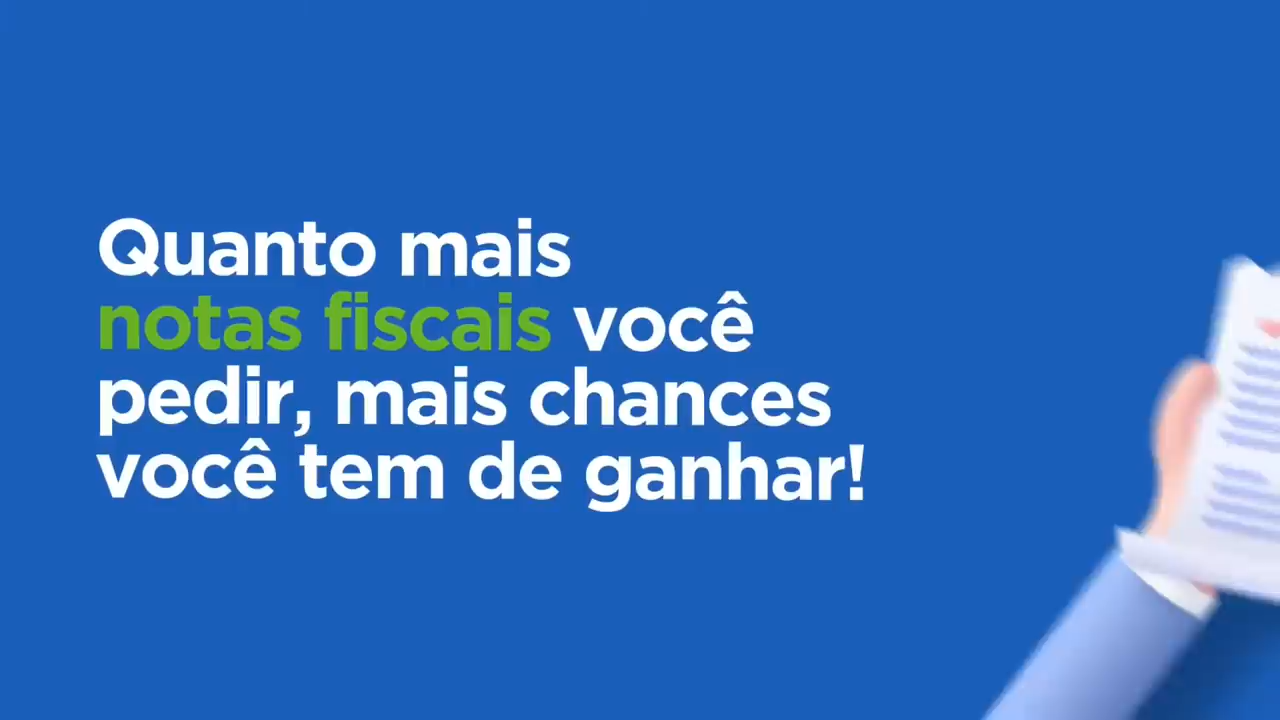 Quanto mais
notas fiscais você
pedir, mais chances
você tem de ganhar!